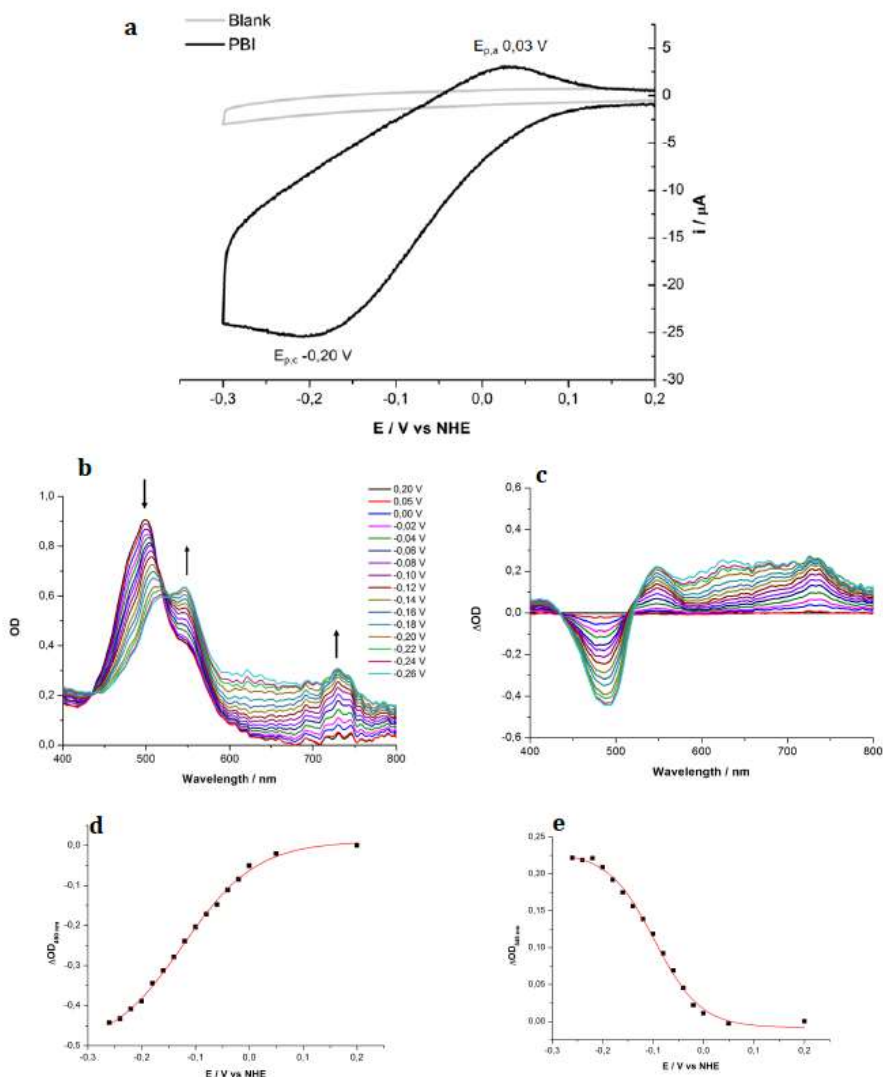 a
Blank
PBI
Ep,a 0,03 V
Ep,c -0,20 V
0
-5
-10
-15
-20
-25
-30
i / µA
-0,3
-0,2
-0,1
0,0
0,1
0,2
E / V vs NHE
b
1,0
0,8
0,6
0,4
0,2
0,0
OD
400
500
600
700
800
Wavelength / nm
0,20 V
0,05 V
0,00 V
-0,02 V
-0,04 V
-0,06 V
-0,08 V
-0,10 V
-0,12 V
-0,14 V
-0,16 V
-0,18 V
-0,20 V
-0,22 V
-0,24 V
-0,26 V
c
0,6
0,4
0,2
0,0
-0,2
-0,4
-0,6
ΔOD
400
500
600
700
800
Wavelength / nm
d
0,0
-0,1
-0,2
-0,3
-0,4
-0,5
-0,3
-0,2
-0,1
0,0
0,1
0,2
E / V vs NHE
e
0,25
0,20
0,15
0,10
0,05
0,00
-0,3
-0,2
-0,1
0,0
0,1
0,2
E / V vs NHE